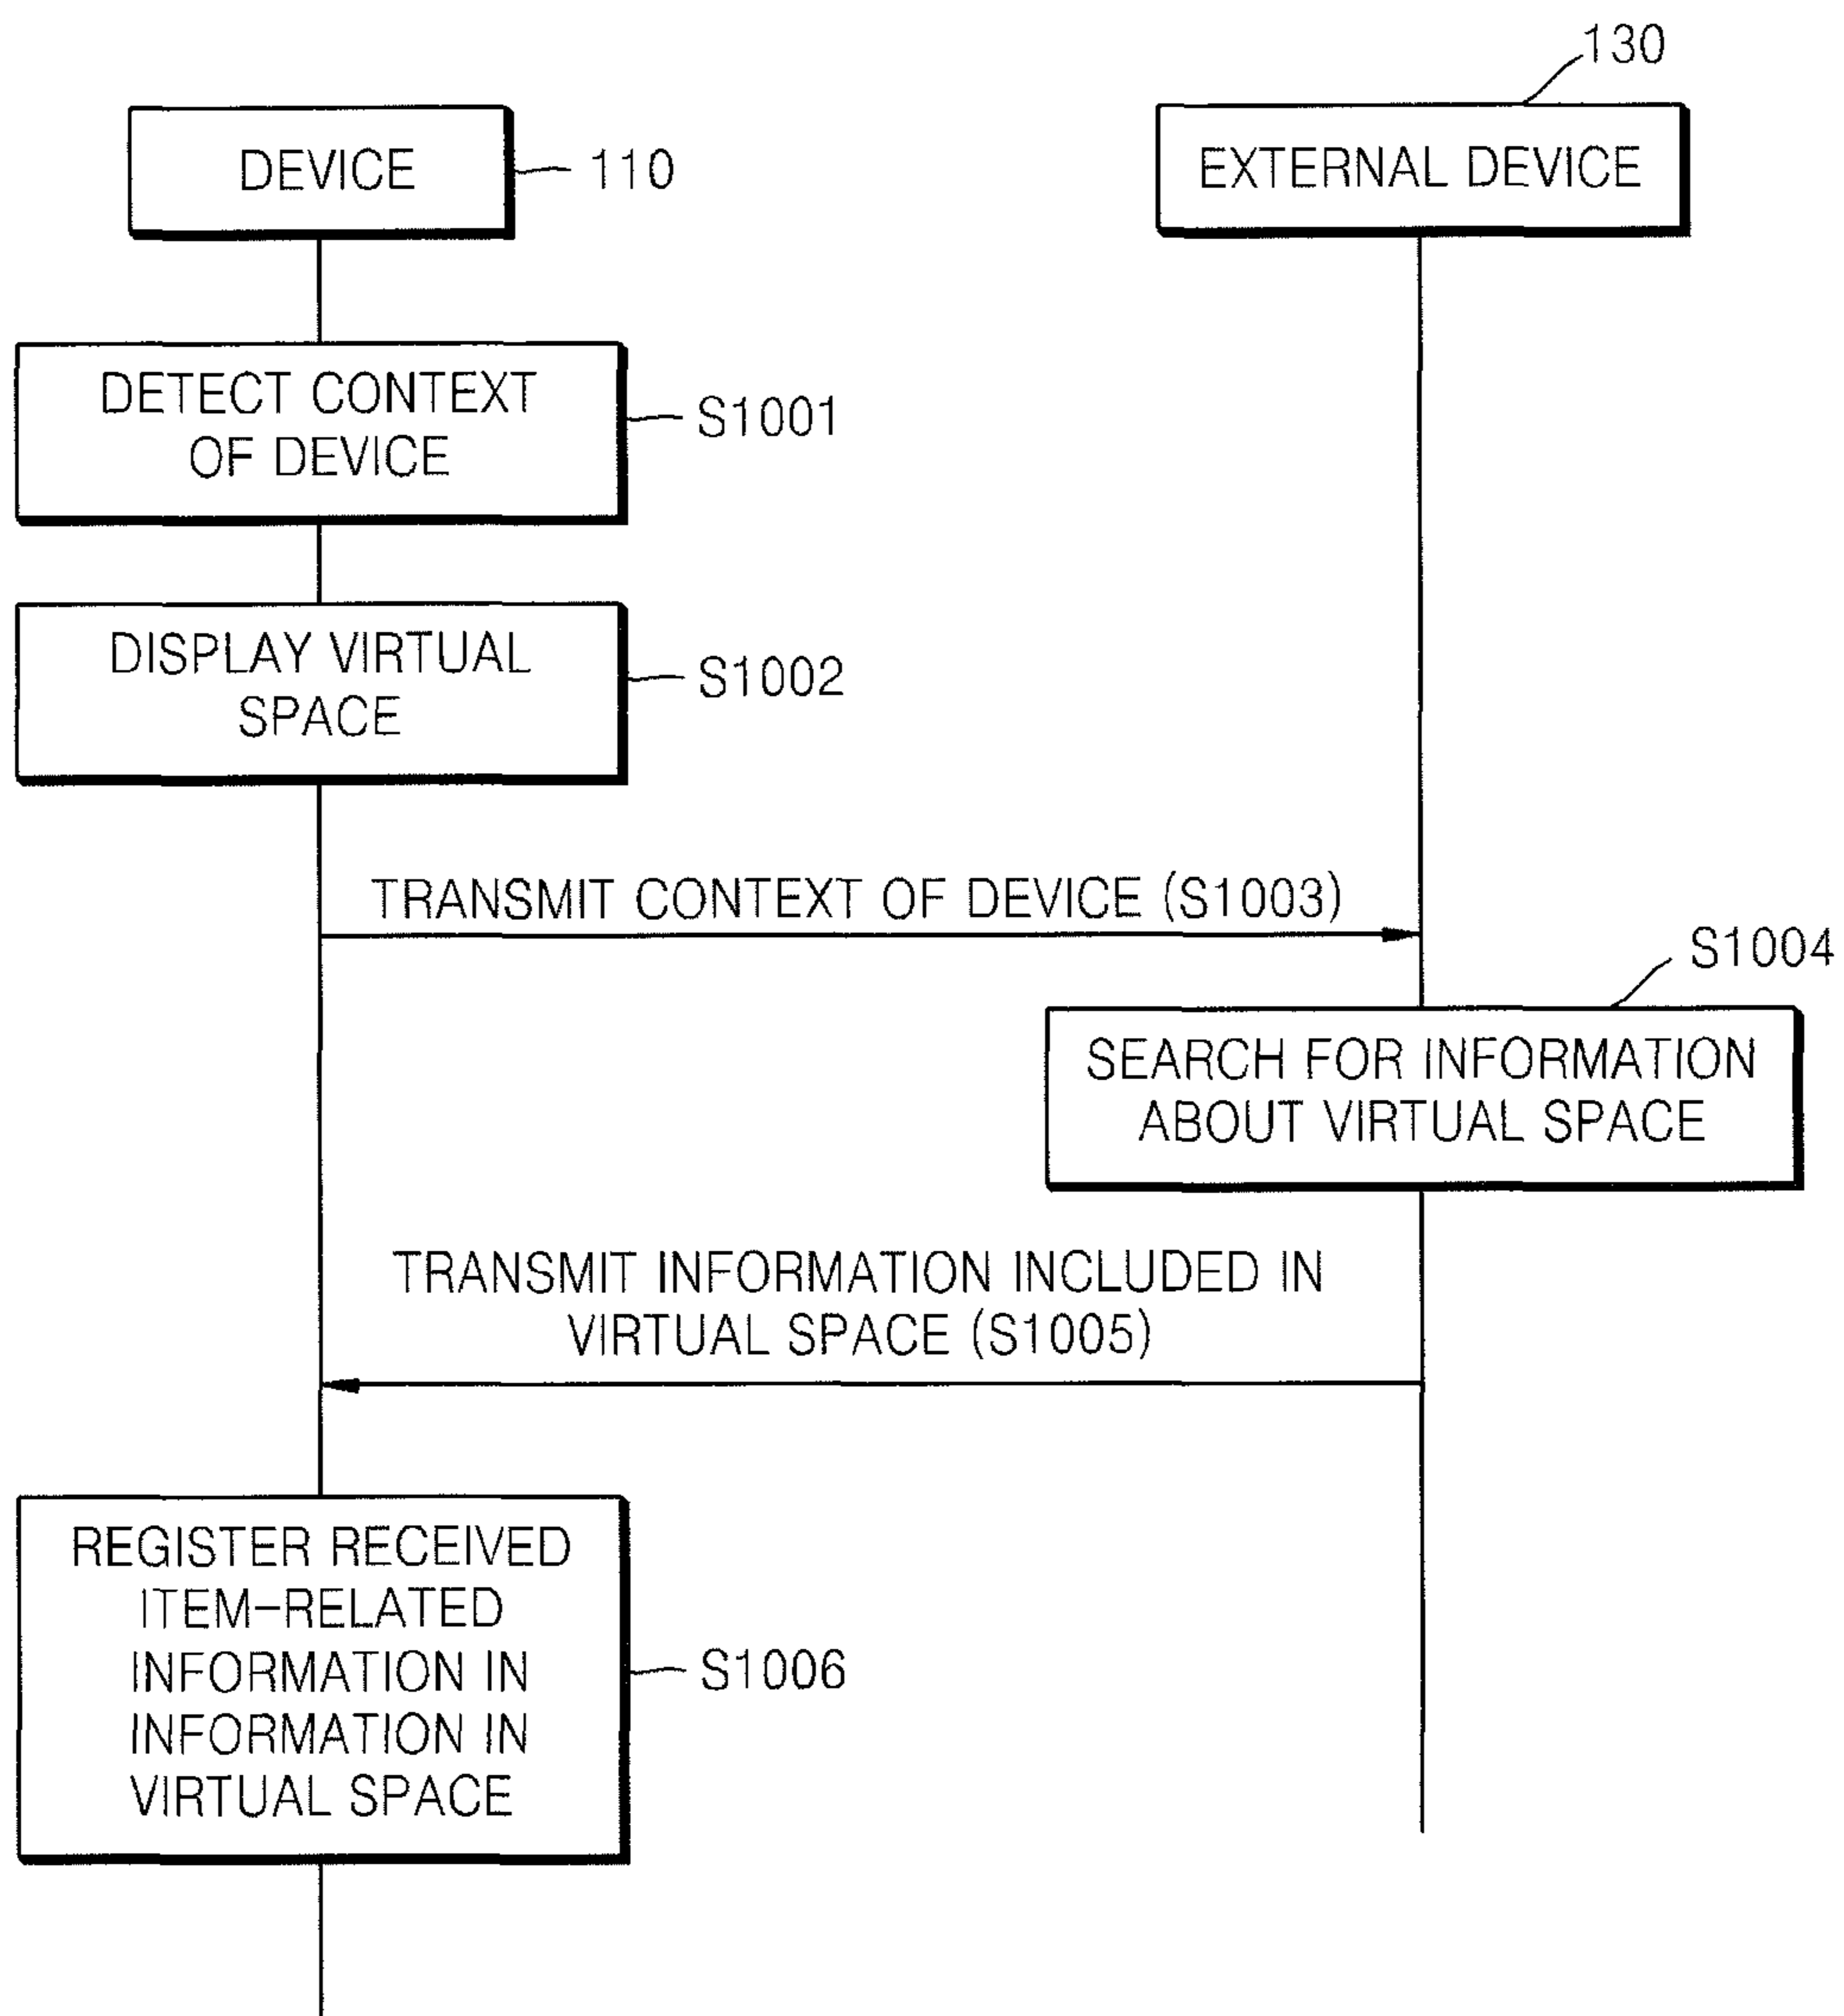 130
DEVICE
110
EXTERNAL DEVICE
DETECT CONTEXT
OF DEVICE
S1001
DISPLAY VIRTUAL
SPACE
S1002
TRANSMIT CONTEXT OF DEVICE (S1003)
S1004
SEARCH FOR INFORMATION
ABOUT VIRTUAL SPACE
TRANSMIT INFORMATION INCLUDED IN
VIRTUAL SPACE (S1005)
REGISTER RECEIVED
ITEM-RELATED
INFORMATION IN
INFORMATION IN
VIRTUAL SPACE
S1006